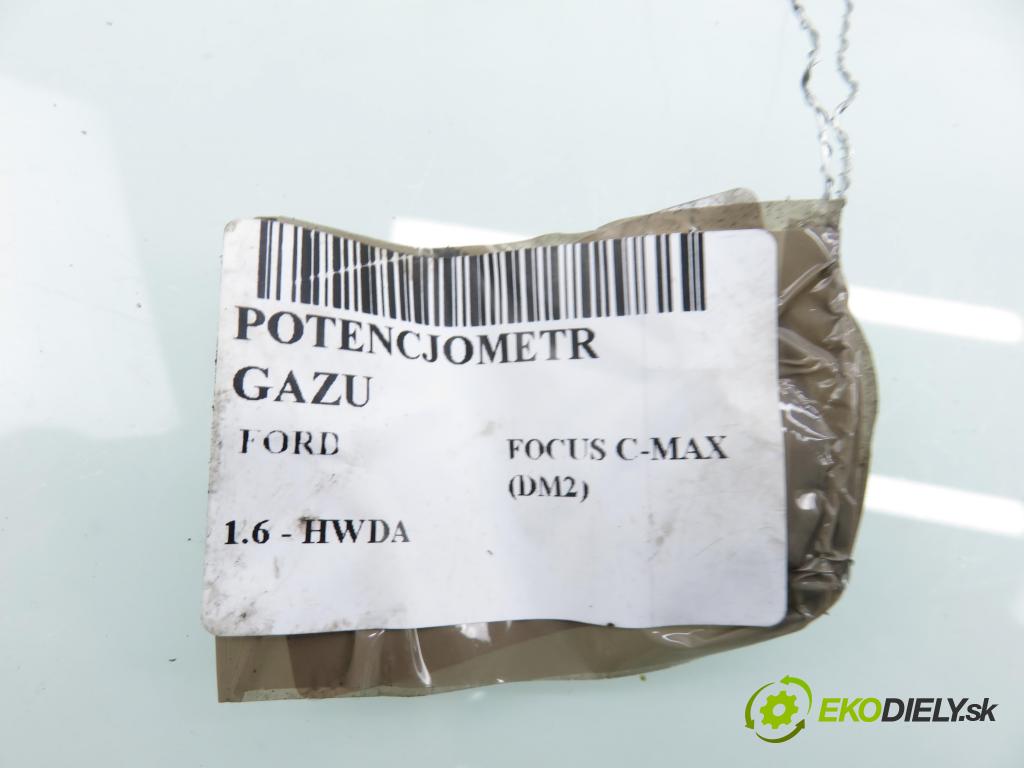 POTENCJOMETR
GAZU
FORD
FOCUS C-MAX
(DM2)
1.6 - HWDA
EKODIELY.sk